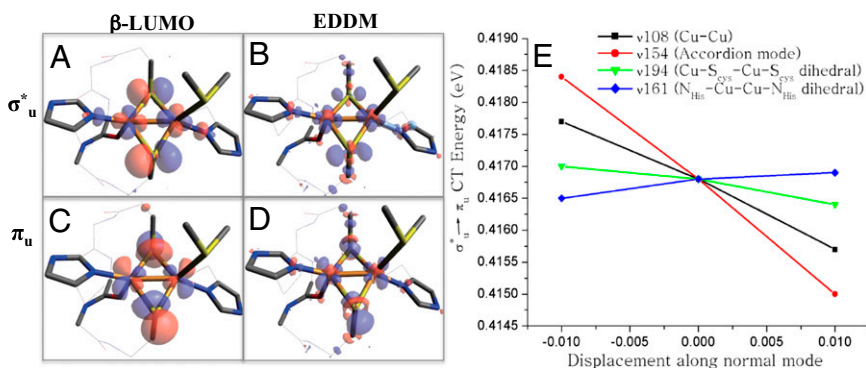 β-LUMO
EDDM
A
B
σ*u
C
D
πu
E
ν108 (Cu-Cu)
ν154 (Accordion mode)
ν194 (Cu-Scys-Cu-Scys dihedral)
ν161 (NHis-Cu-Cu-NHis dihedral)
σ*u → πu CT Energy (eV)
0.4190
0.4185
0.4180
0.4175
0.4170
0.4165
0.4160
0.4155
0.4150
0.4145
-0.010
-0.005
0.000
0.005
0.010
Displacement along normal mode